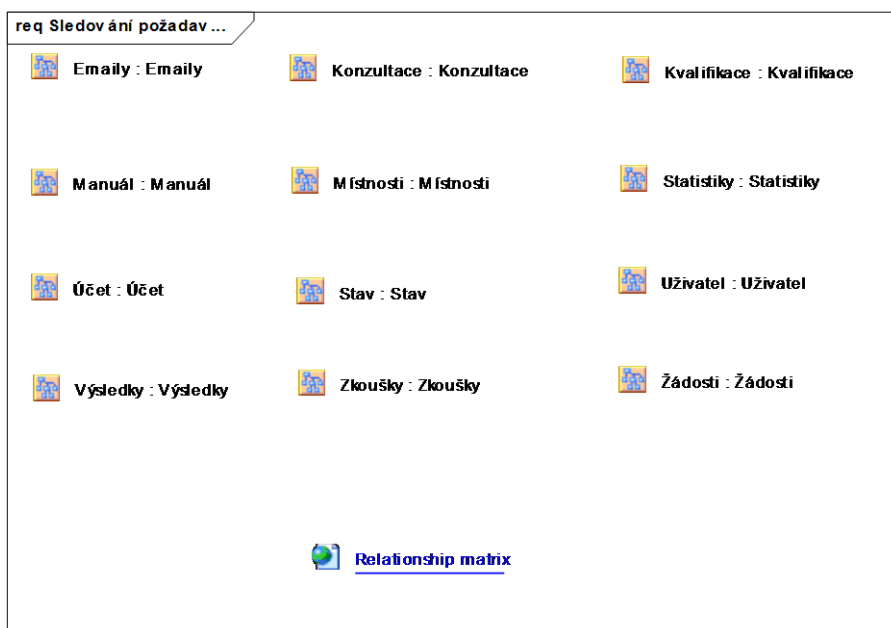 req Sledování požadav...
Emaily : Emaily
Konzultace : Konzultace
Kvalifikace : Kvalifikace
Manuál : Manuál
Místnosti : Místnosti
Statistiky : Statistiky
Účet : Účet
Stav : Stav
Uživatel : Uživatel
Výsledky : Výsledky
Zkoušky : Zkoušky
Žádosti : Žádosti
Relationship matrix